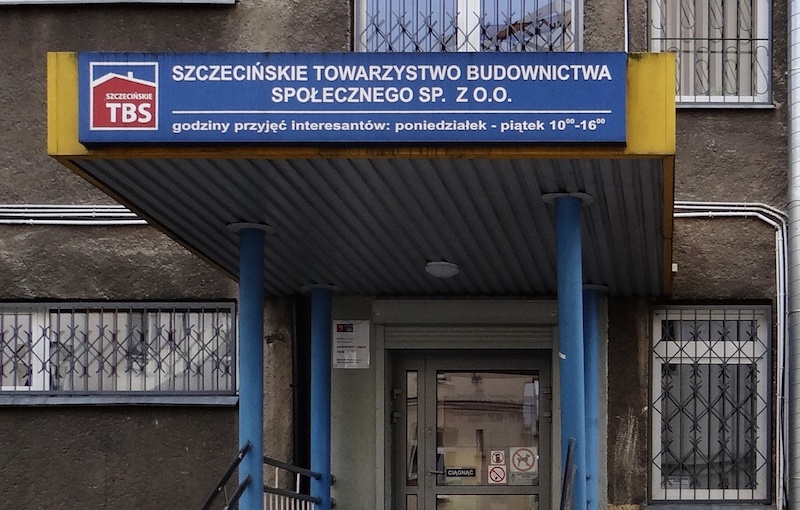 SZCZECIŃSKIE
TBS
SZCZECIŃSKIE TOWARZYSTWO BUDOWNICTWA
SPOŁECZNEGO SP. Z O.O.
godziny przyjęć interesantów: poniedziałek - piątek 10⁰⁰-16⁰⁰
CIĄGNĄĆ